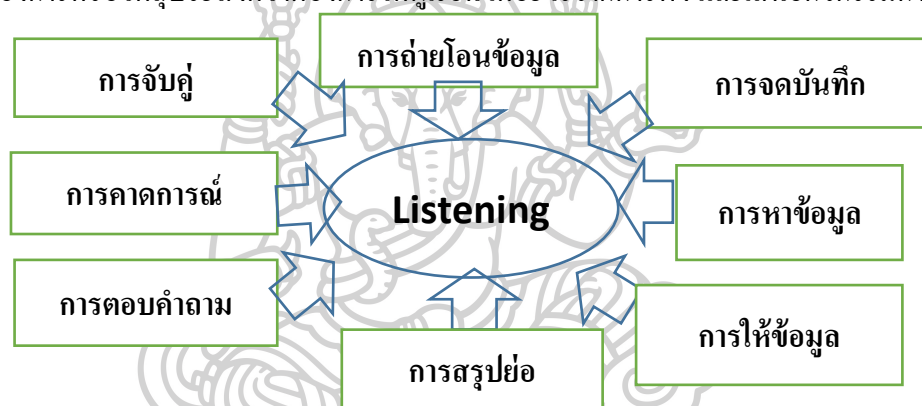 การถ่ายโอนข้อมูล
การจับคู่
การจดบันทึก
การคาดการณ์
Listening
การหาข้อมูล
การตอบคำถาม
การให้ข้อมูล
การสรุปย่อ